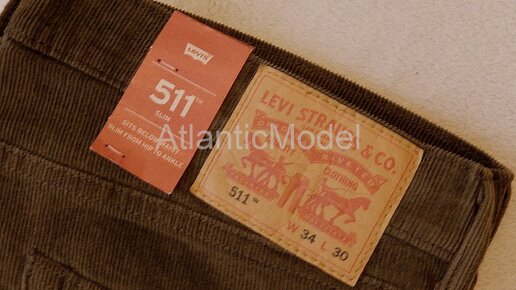 LEVI'S
511™
SLIM
SITS BELOW WAIST
SLIM FROM HIP TO ANKLE
AtlanticModel
LEVI STRAUSS & CO.
CLOTHING
511™
W 34 L 30